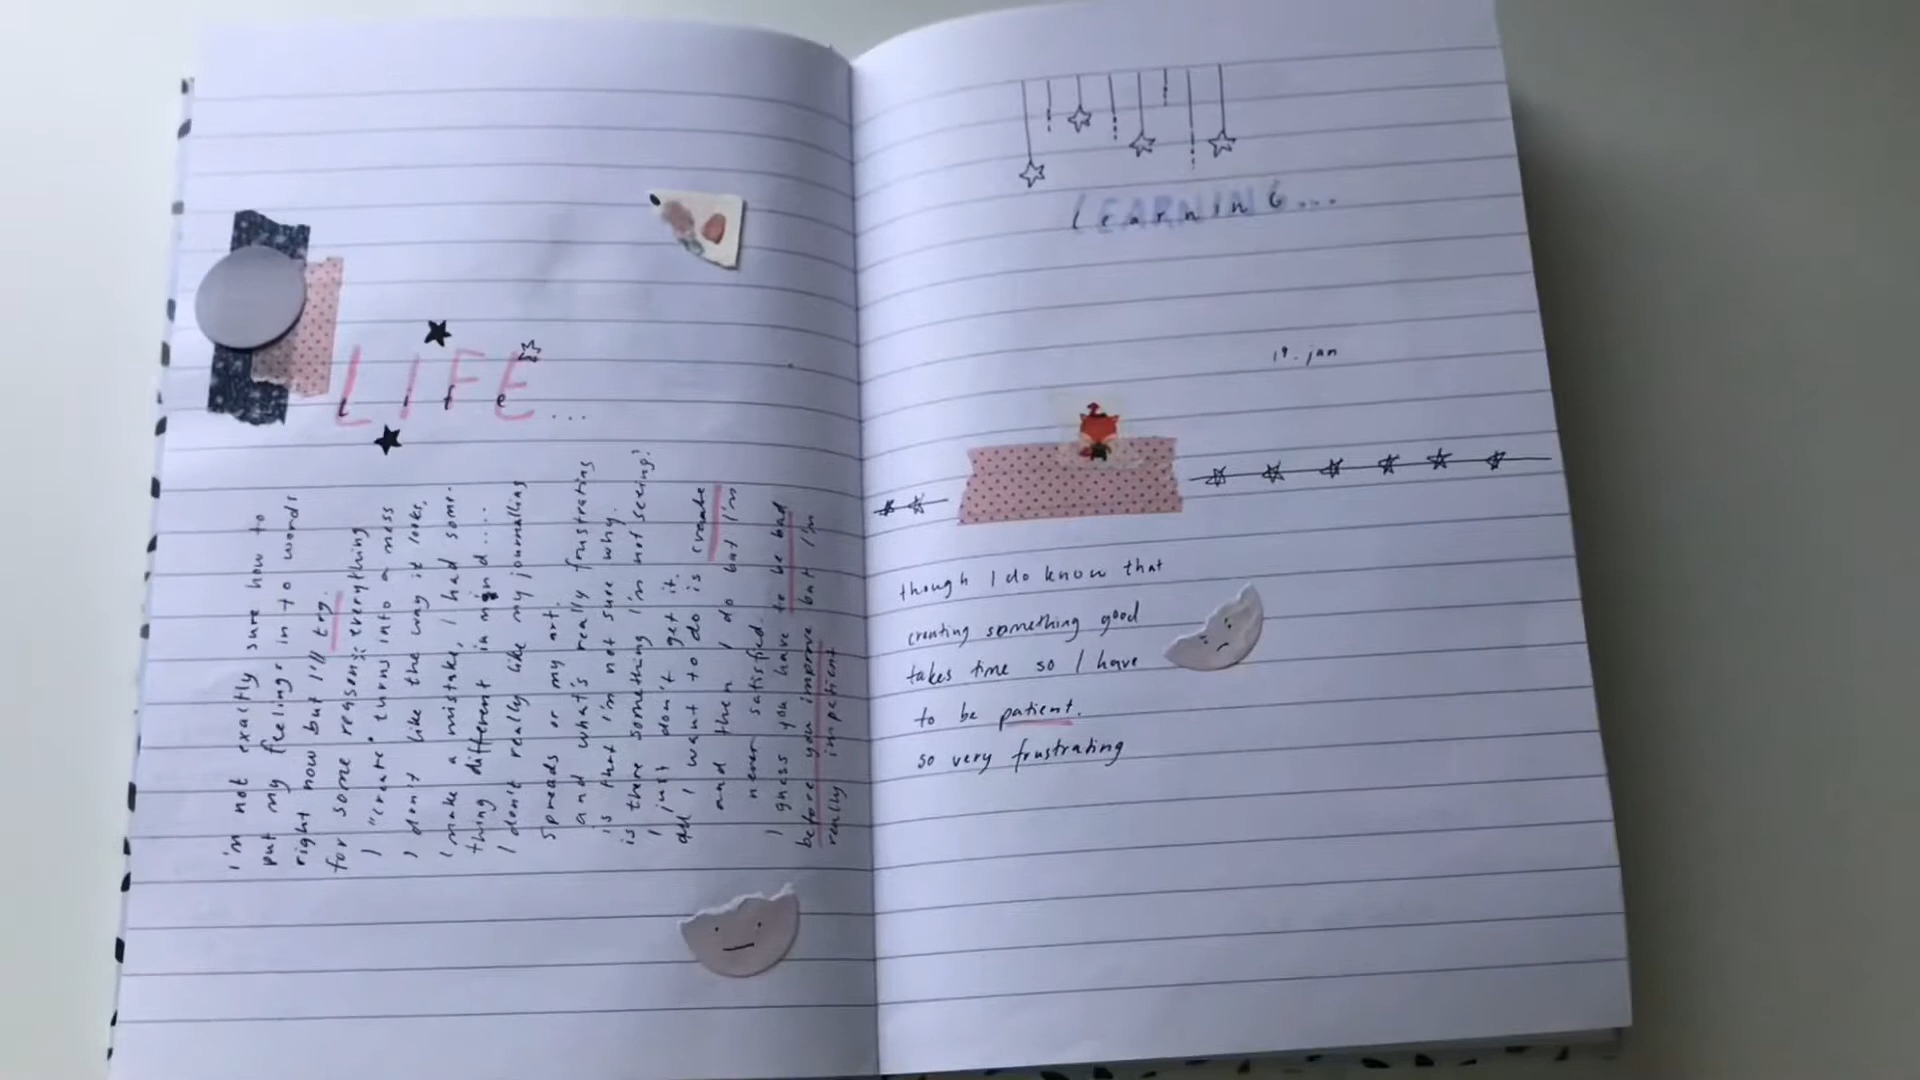 LIFE
life...
i'm not exactly sure how to
put my feelings into words
right now but i'll try.
for some reason: everything
I "create" turns into a mess
I don't like the way it looks,
I make a mistake, I had some-
thing different in mind...
I don't really like my journalling
spreads or my art.
and what's really frustrating
is that i'm not sure why.
is there something I'm not seeing?
I just don't get it.
all I want to do is create
and then I do but I'm
never satisfied.
I guess you have to be bad
before you improve but I'm
really impatient
LEARNING
learninG...
19. jan
though I do know that
creating something good
takes time so I have
to be patient.
so very frustrating